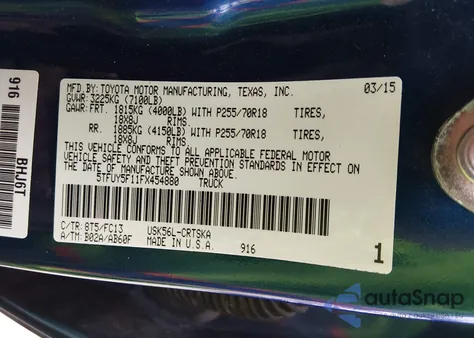 MFD.BY: TOYOTA MOTOR MANUFACTURING, TEXAS, INC. 03/15
GVWR: 3225KG (7100LB)
GAWR: FRT. 1815KG (4000LB) WITH P255/70R18 TIRES,
18X8J RIMS.
RR. 1885KG (4150LB) WITH P255/70R18 TIRES,
18X8J RIMS.
THIS VEHICLE CONFORMS TO ALL APPLICABLE FEDERAL MOTOR
VEHICLE SAFETY AND THEFT PREVENTION STANDARDS IN EFFECT ON
THE DATE OF MANUFACTURE SHOWN ABOVE.
5TFUY5F11FX454880 TRUCK
C/TR: 8T5/FC13 USK56L-CRTSKA
A/TM: B02A/AB60F MADE IN U.S.A. 916 1
916
BHJ6T
autoSnap